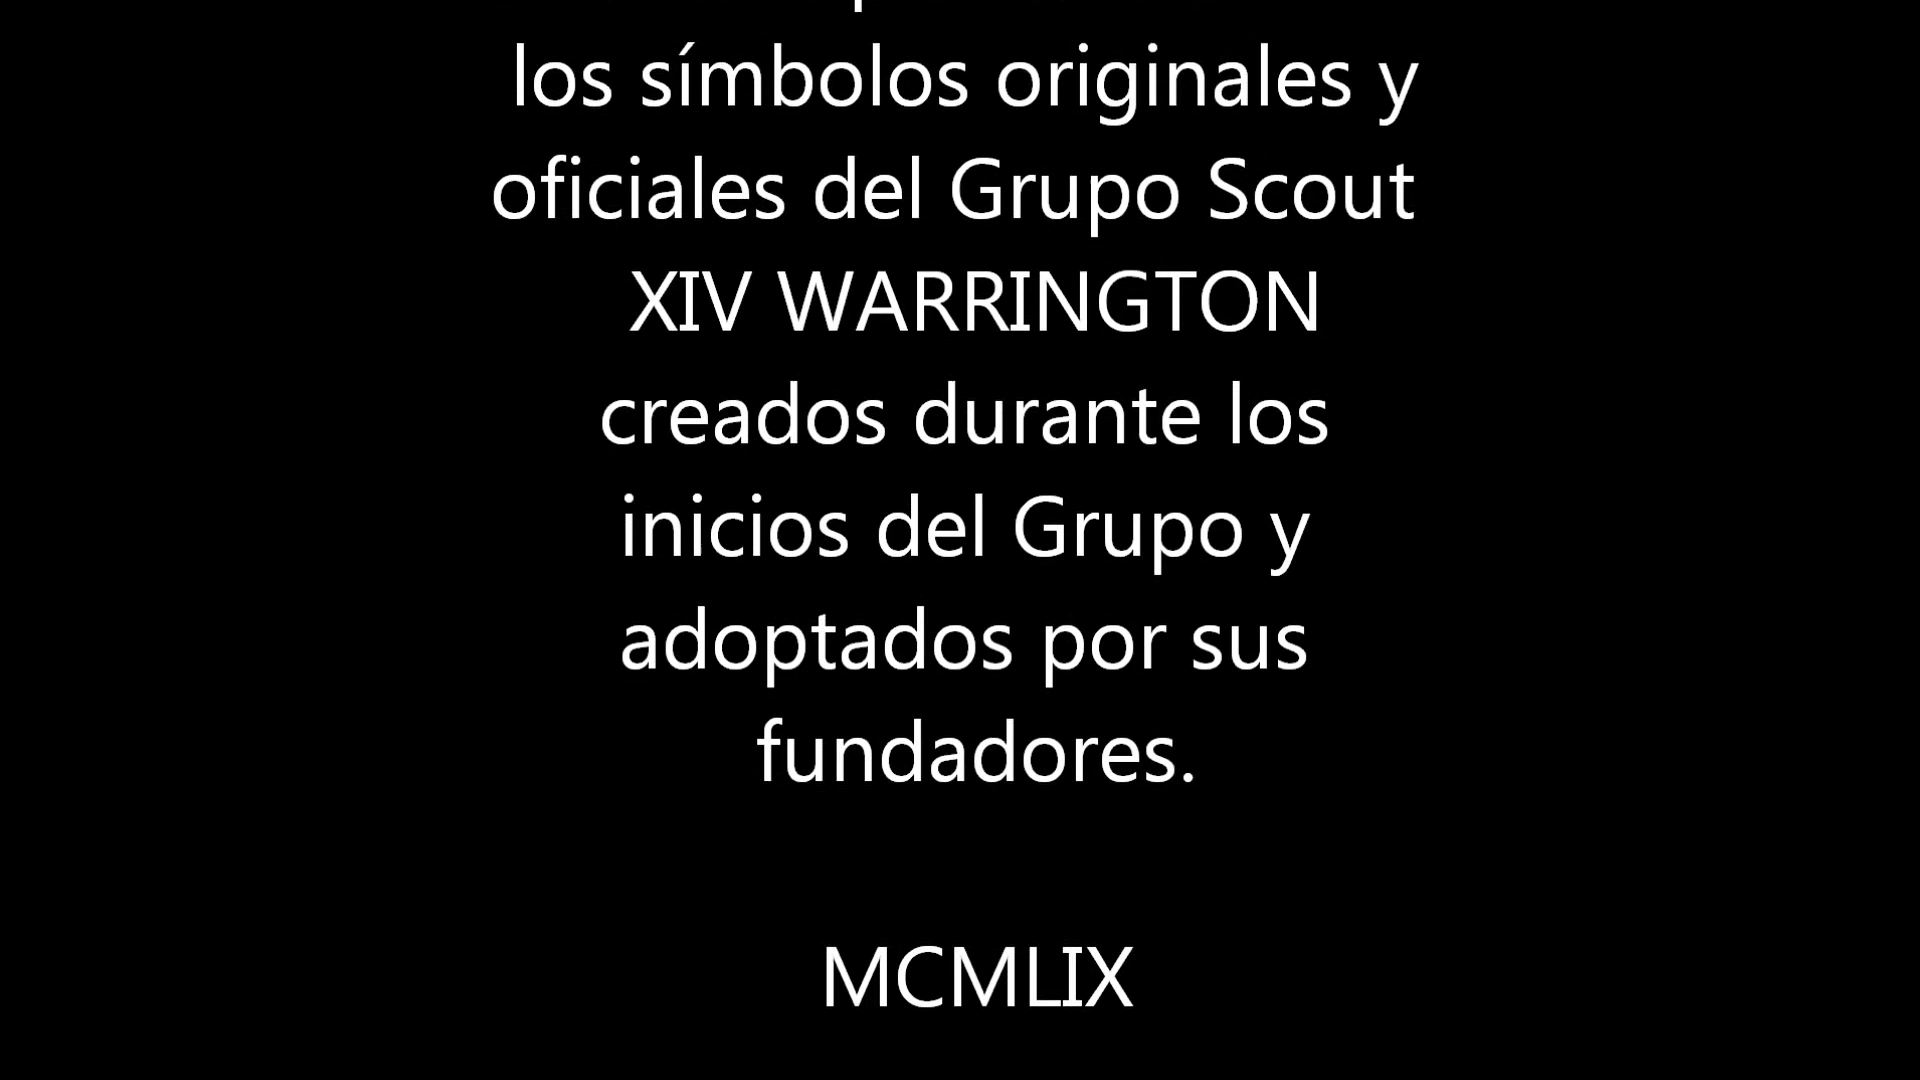 los símbolos originales y
oficiales del Grupo Scout
XIV WARRINGTON
creados durante los
inicios del Grupo y
adoptados por sus
fundadores.
MCMLIX